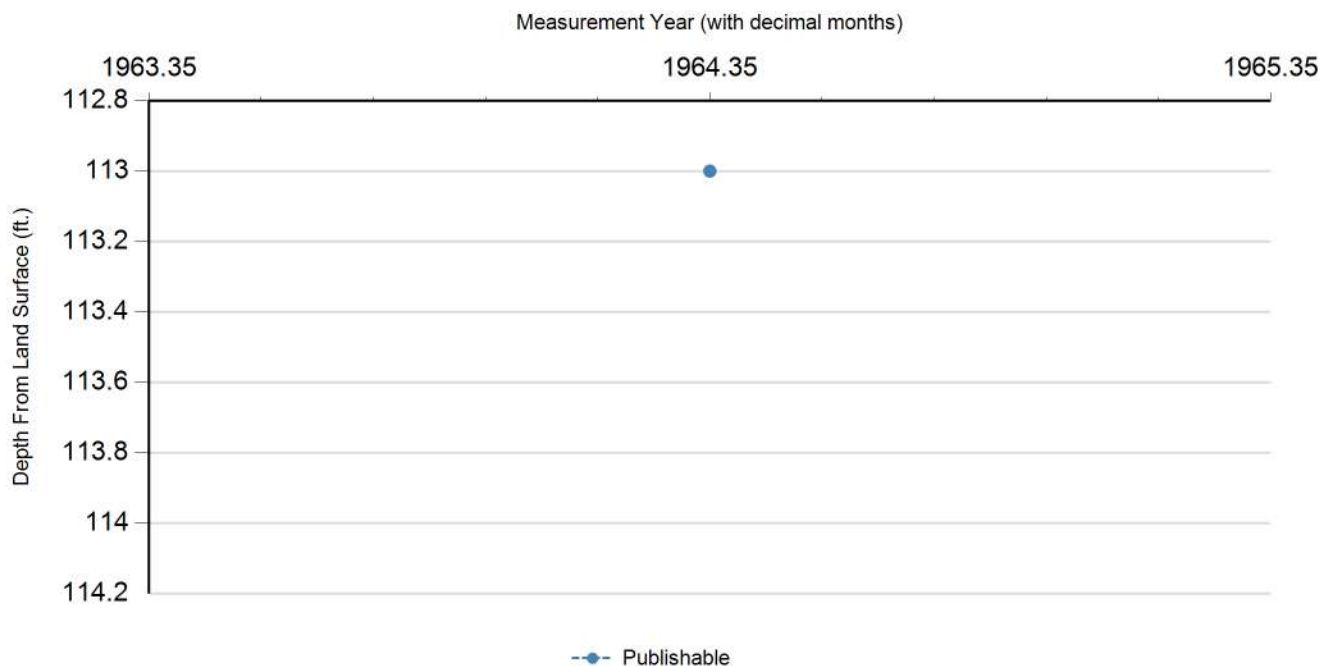 Measurement Year (with decimal months)
1963.35 1964.35 1965.35
112.8
113
113.2
113.4
113.6
113.8
114
114.2
Depth From Land Surface (ft.)
Publishable